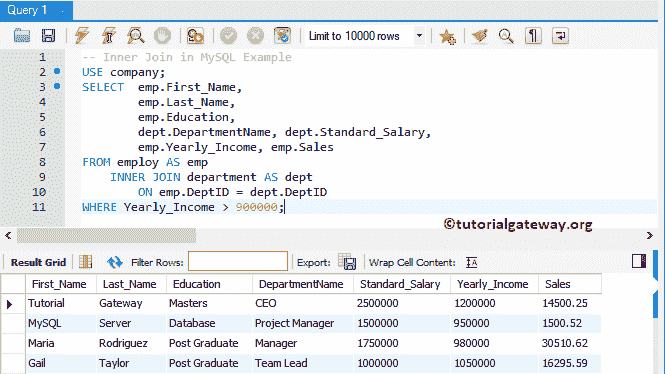 Query 1
Limit to 10000 rows
1 -- Inner Join in MySQL Example
2 USE company;
3 SELECT emp.First_Name,
4 emp.Last_Name,
5 emp.Education,
6 dept.DepartmentName, dept.Standard_Salary,
7 emp.Yearly_Income, emp.Sales
8 FROM employ AS emp
9 INNER JOIN department AS dept
10 ON emp.DeptID = dept.DeptID
11 WHERE Yearly_Income > 900000;
©tutorialgateway.org
Result Grid Filter Rows: Export: Wrap Cell Content:
First_Name Last_Name Education DepartmentName Standard_Salary Yearly_Income Sales
Tutorial Gateway Masters CEO 2500000 1200000 14500.25
MySQL Server Database Project Manager 1500000 950000 1500.52
Maria Rodriguez Post Graduate Manager 1750000 980000 30510.62
Gail Taylor Post Graduate Team Lead 1000000 1050000 16295.59